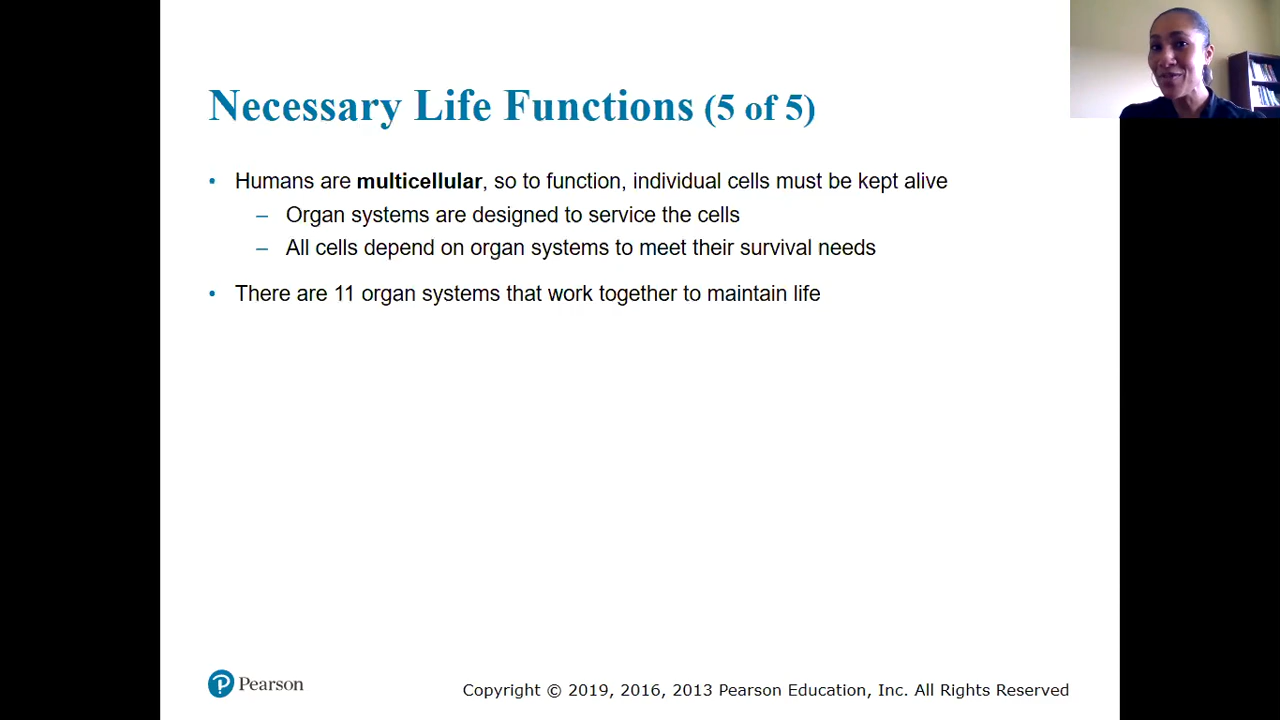 Necessary Life Functions (5 of 5)
• Humans are multicellular, so to function, individual cells must be kept alive
– Organ systems are designed to service the cells
– All cells depend on organ systems to meet their survival needs
• There are 11 organ systems that work together to maintain life
P Pearson
Copyright © 2019, 2016, 2013 Pearson Education, Inc. All Rights Reserved